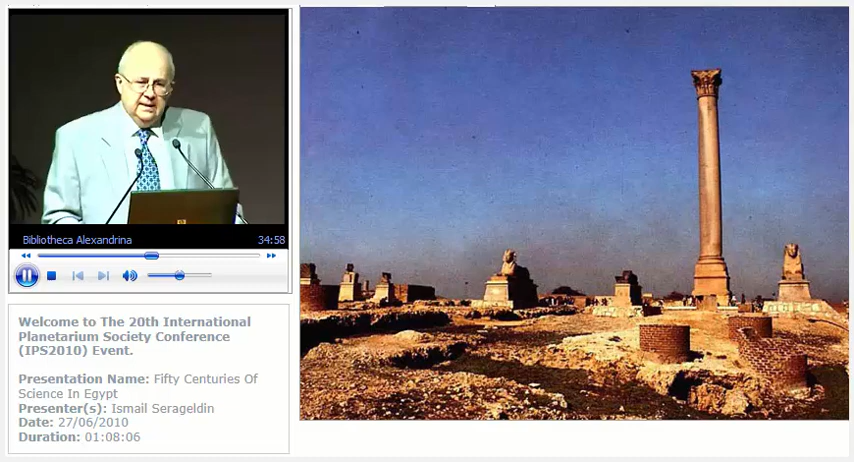 Bibliotheca Alexandrina 34:58
Welcome to The 20th International
Planetarium Society Conference
(IPS2010) Event.
Presentation Name: Fifty Centuries Of
Science In Egypt
Presenter(s): Ismail Serageldin
Date: 27/06/2010
Duration: 01:08:06